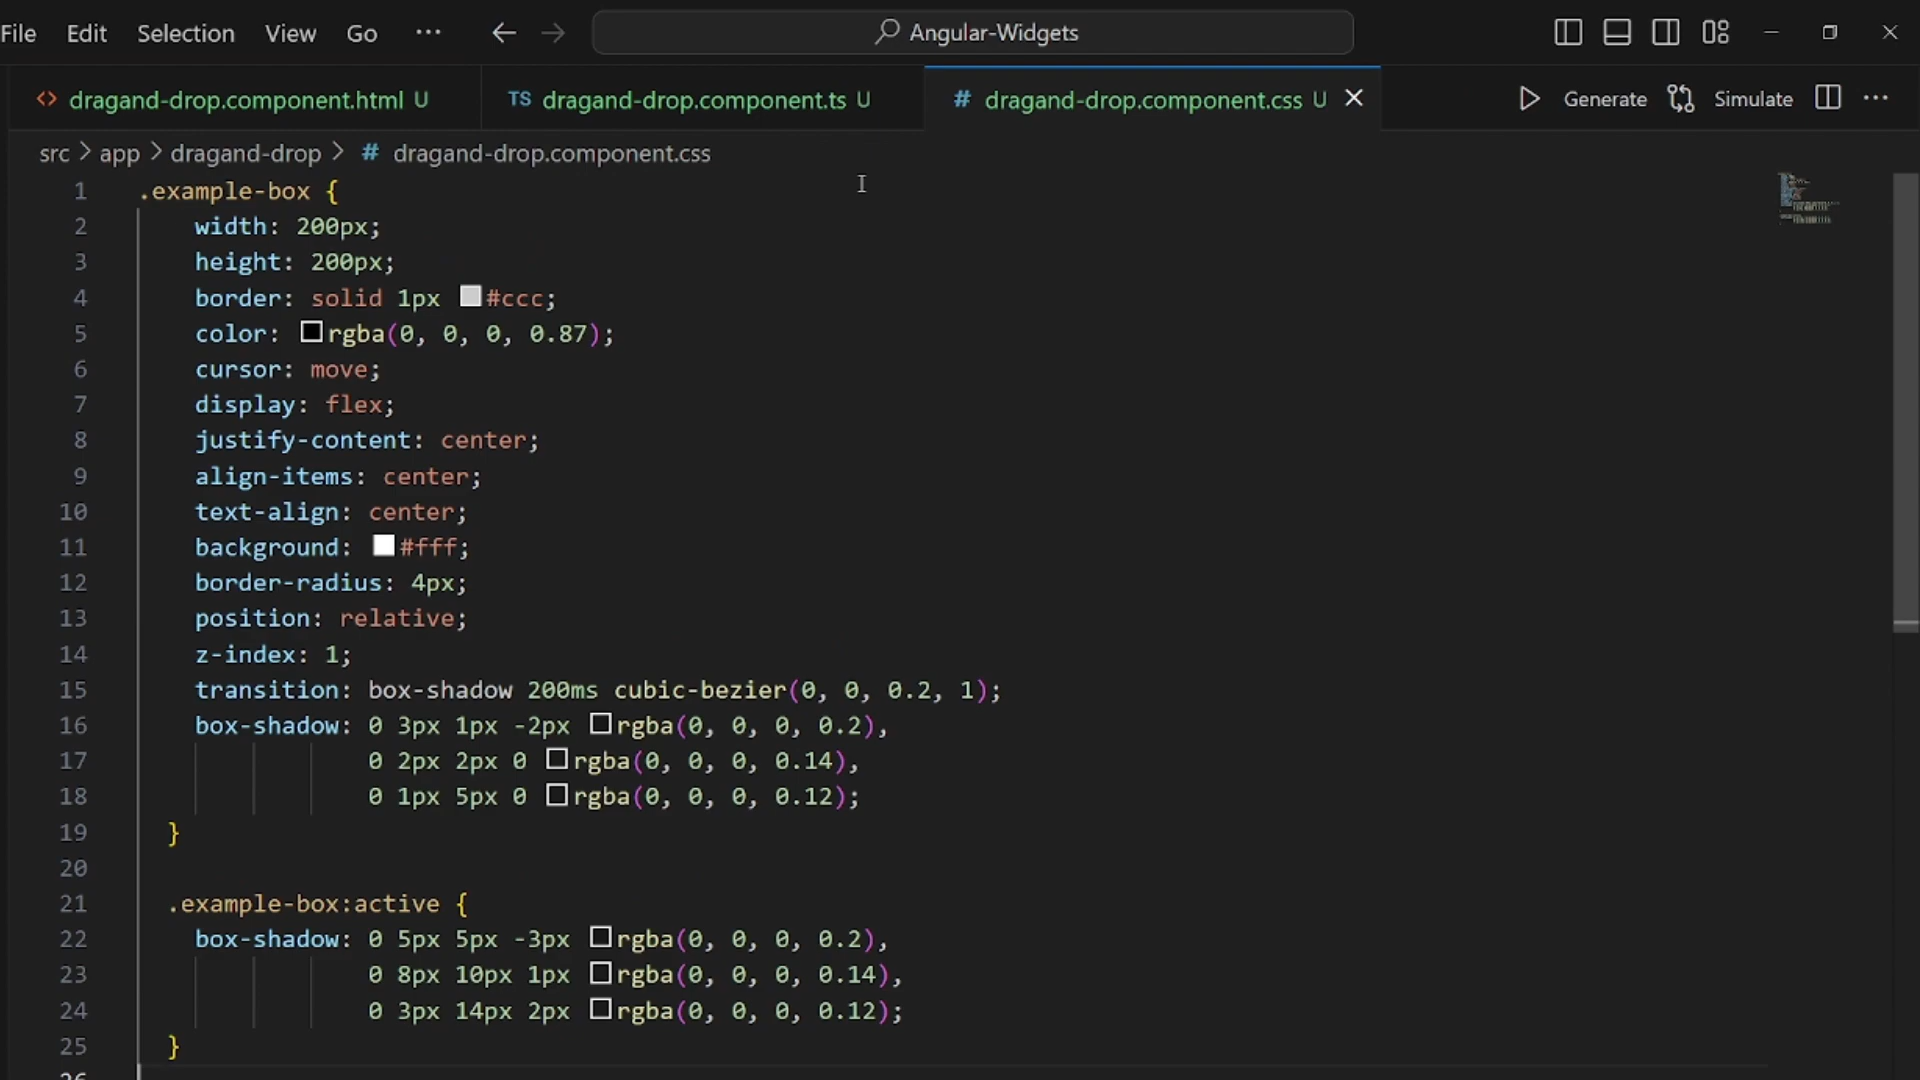 File Edit Selection View Go ··· Angular-Widgets
<> dragand-drop.component.html U TS dragand-drop.component.ts U # dragand-drop.component.css U Generate Simulate ···
src > app > dragand-drop > # dragand-drop.component.css
1 .example-box {
2 width: 200px;
3 height: 200px;
4 border: solid 1px #ccc;
5 color: rgba(0, 0, 0, 0.87);
6 cursor: move;
7 display: flex;
8 justify-content: center;
9 align-items: center;
10 text-align: center;
11 background: #fff;
12 border-radius: 4px;
13 position: relative;
14 z-index: 1;
15 transition: box-shadow 200ms cubic-bezier(0, 0, 0.2, 1);
16 box-shadow: 0 3px 1px -2px rgba(0, 0, 0, 0.2),
17 0 2px 2px 0 rgba(0, 0, 0, 0.14),
18 0 1px 5px 0 rgba(0, 0, 0, 0.12);
19 }
20
21 .example-box:active {
22 box-shadow: 0 5px 5px -3px rgba(0, 0, 0, 0.2),
23 0 8px 10px 1px rgba(0, 0, 0, 0.14),
24 0 3px 14px 2px rgba(0, 0, 0, 0.12);
25 }
26